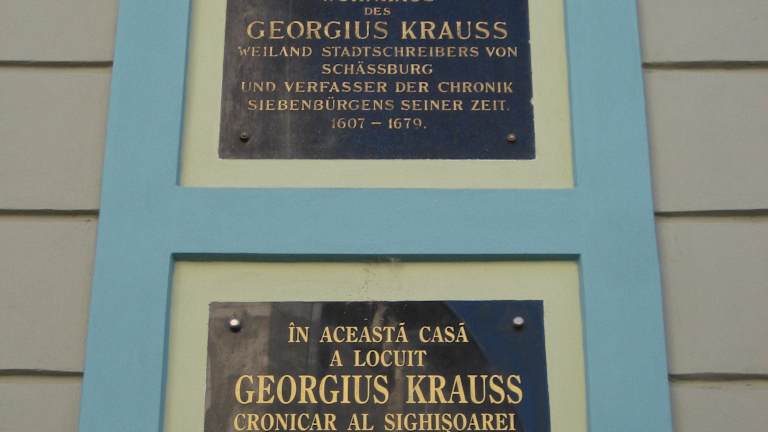 DES
GEORGIUS KRAUSS
WEILAND STADTSCHREIBERS VON
SCHÄSSBURG
UND VERFASSER DER CHRONIK
SIEBENBÜRGENS SEINER ZEIT.
1607 – 1679.
ÎN ACEASTĂ CASĂ
A LOCUIT
GEORGIUS KRAUSS
CRONICAR AL SIGHIŞOAREI